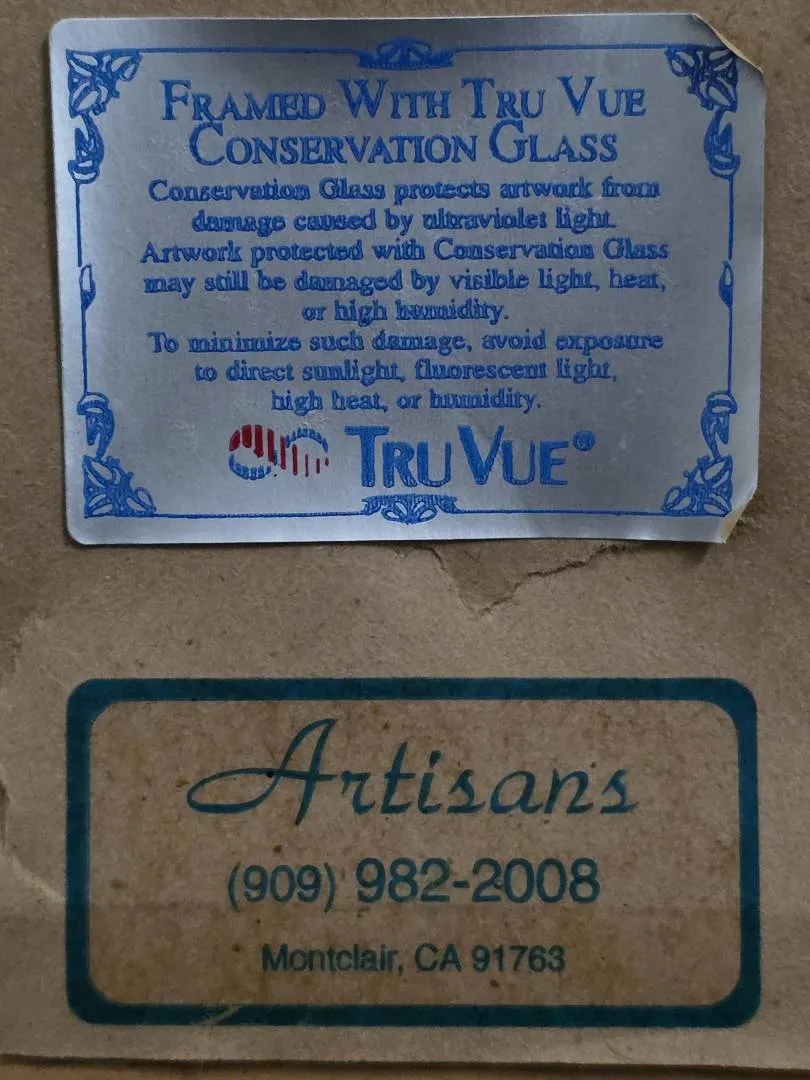 FRAMED WITH TRU VUE
CONSERVATION GLASS
Conservation Glass protects artwork from
damage caused by ultraviolet light.
Artwork protected with Conservation Glass
may still be damaged by visible light, heat,
or high humidity.
To minimize such damage, avoid exposure
to direct sunlight, fluorescent light,
high heat, or humidity.
TRU VUE®
Artisans
(909) 982-2008
Montclair, CA 91763